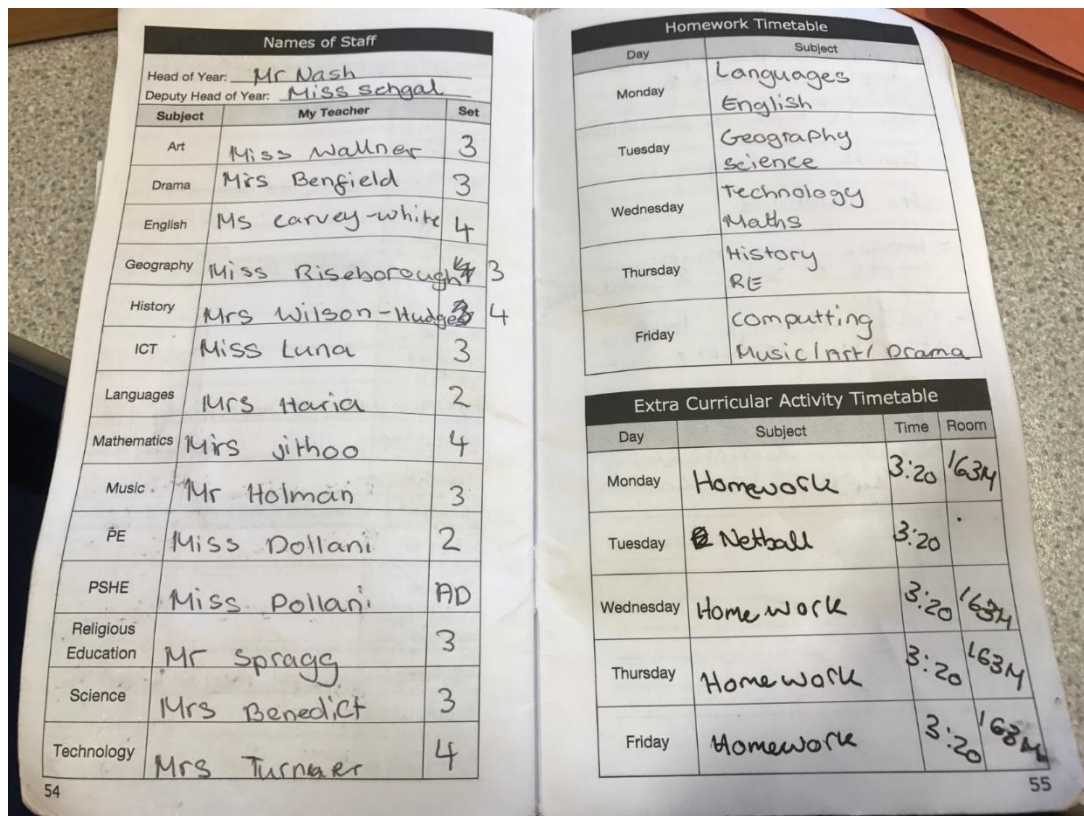 Names of Staff
Head of Year: Mr Nash
Deputy Head of Year: Miss Sehgal
Subject My Teacher Set
Art Miss Wallner 3
Drama Mrs Benfield 3
English Ms carvey-white 4
Geography Miss Riseborough 3
History Mrs Wilson-Hudges 4
ICT Miss Luna 3
Languages Mrs Haria 2
Mathematics Mrs jithoo 4
Music Mr Holman 3
PE Miss Dollani 2
PSHE Miss Dollani AD
Religious
Education Mr Spragg 3
Science Mrs Benedict 3
Technology Mrs Turner 4
54
Homework Timetable
Day Subject
Monday Languages
English
Tuesday Geography
science
Wednesday Technology
Maths
Thursday History
RE
Friday computting
Music/Art/Drama
Extra Curricular Activity Timetable
Day Subject Time Room
Monday Homework 3:20 163M
Tuesday Netball 3:20
Wednesday Homework 3:20 163M
Thursday Homework 3:20 163M
Friday Homework 3:20 163M
55